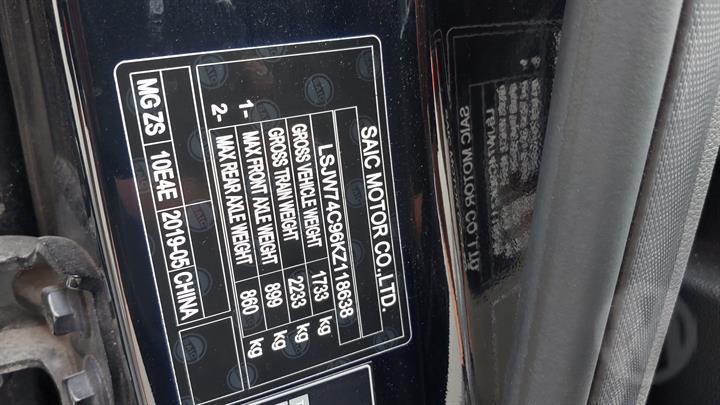 SAIC MOTOR CO.,LTD.
LSJW74C96KZ118638
GROSS VEHICLE WEIGHT 1733 kg
GROSS TRAIN WEIGHT 2233 kg
1- MAX FRONT AXLE WEIGHT 899 kg
2- MAX REAR AXLE WEIGHT 860 kg
MG ZS 10E4E 2019-05 CHINA